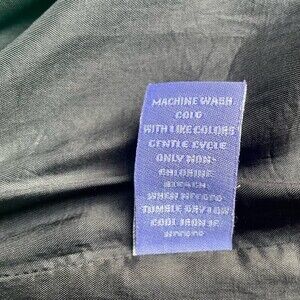 MACHINE WASH
COLD
WITH LIKE COLORS
GENTLE CYCLE
ONLY NON-
CHLORINE
BLEACH
WHEN NEEDED
TUMBLE DRY LOW
COOL IRON IF
NEEDED